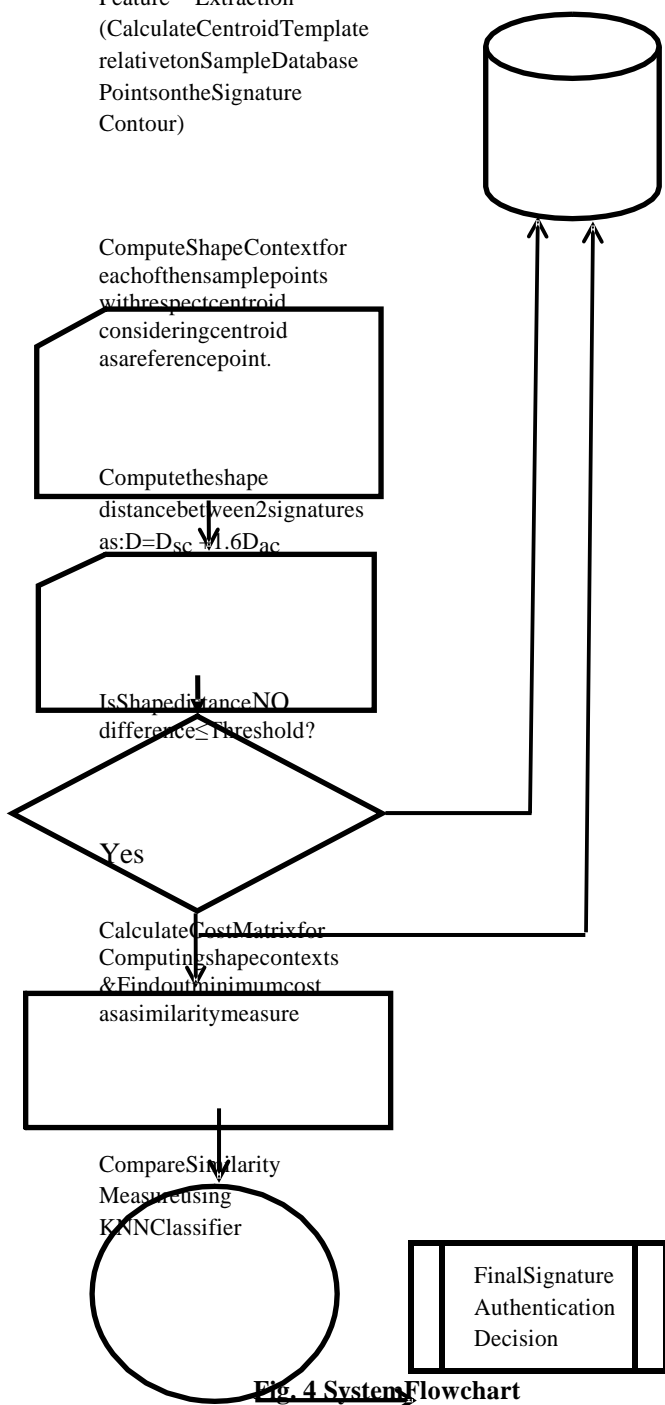 Feature Extraction
(CalculateCentroidTemplate
relativetonSampleDatabase
PointsontheSignature
Contour)
ComputeShapeContextfor
eachofthensamplepoints
withrespectcentroid
consideringcentroid
asareferencepoint.
Computetheshape
distancebetween2signatures
as:D=Dsc +1.6Dac
IsShapedistanceNO
difference≤Threshold?
Yes
CalculateCostMatrixfor
Computingshapecontexts
&Findoutminimumcost
asasimilaritymeasure
CompareSimilarity
Measureusing
KNNClassifier
FinalSignature
Authentication
Decision
Fig. 4 SystemFlowchart